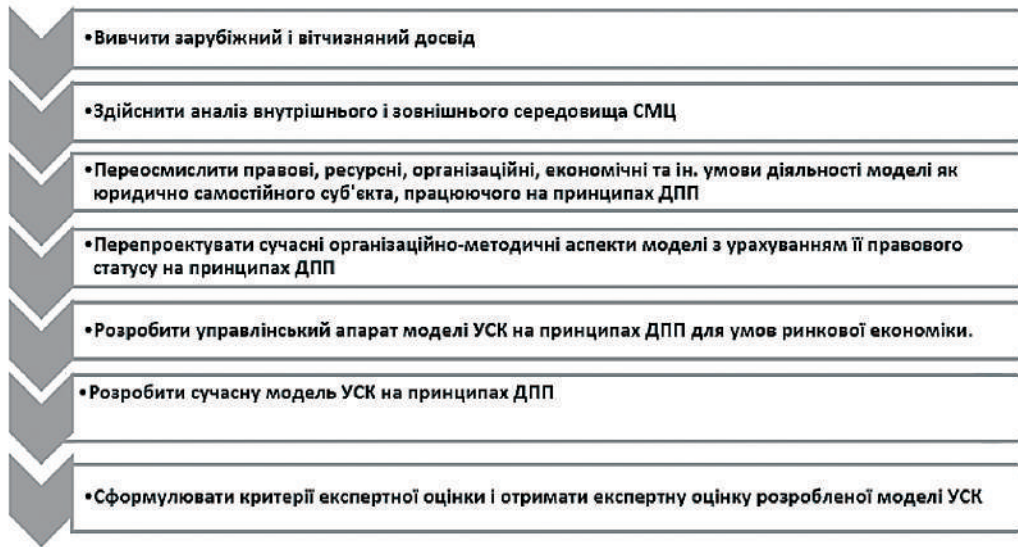 •Вивчити зарубіжний і вітчизняний досвід
•Здійснити аналіз внутрішнього і зовнішнього середовища СМЦ
•Переосмислити правові, ресурсні, організаційні, економічні та ін. умови діяльності моделі як
юридично самостійного суб'єкта, працюючого на принципах ДПП
•Перепроектувати сучасні організаційно-методичні аспекти моделі з урахуванням її правового
статусу на принципах ДПП
•Розробити управлінський апарат моделі УСК на принципах ДПП для умов ринкової економіки.
•Розробити сучасну модель УСК на принципах ДПП
•Сформулювати критерії експертної оцінки і отримати експертну оцінку розробленої моделі УСК